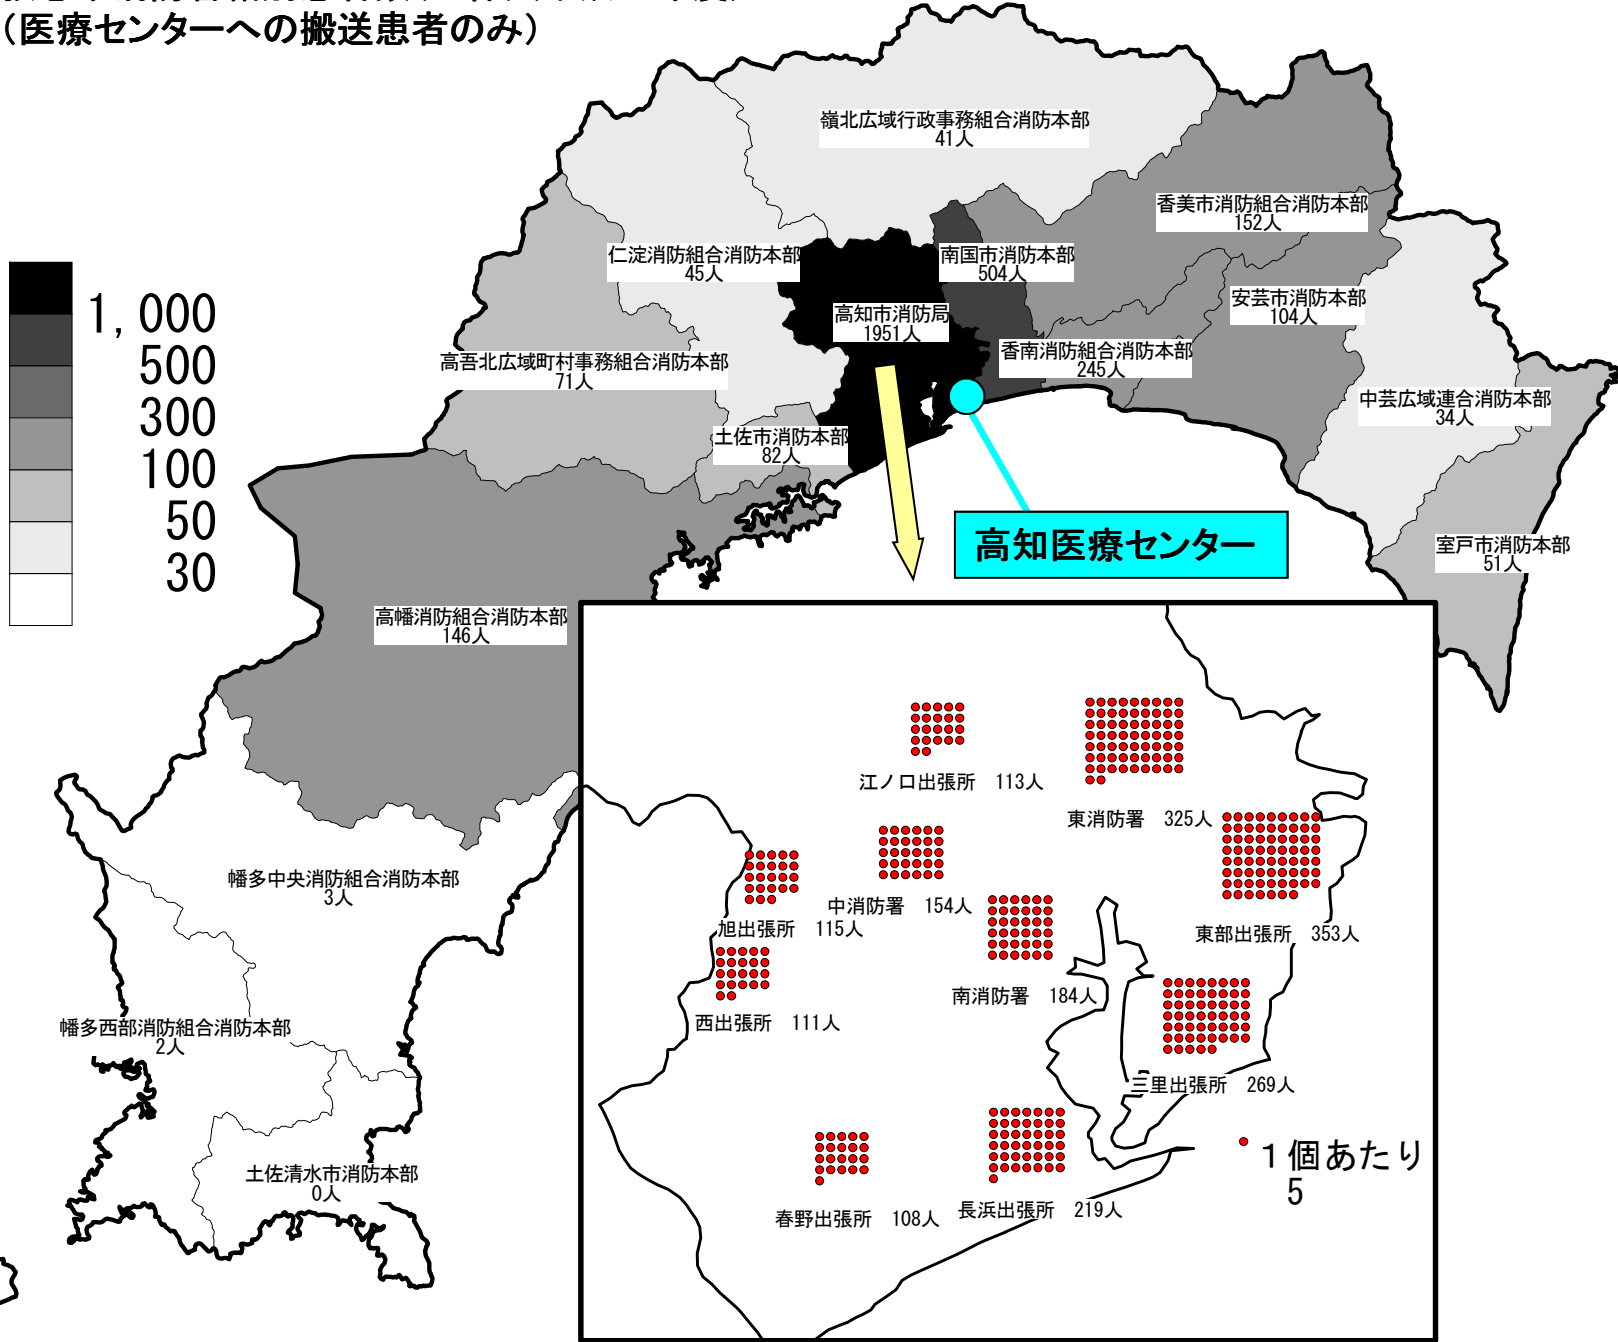 （医療センターへの搬送患者のみ）
嶺北広域行政事務組合消防本部
41人
香美市消防組合消防本部
152人
仁淀消防組合消防本部
45人
南国市消防本部
504人
安芸市消防本部
104人
高知市消防局
1951人
香南消防組合消防本部
245人
高吾北広域町村事務組合消防本部
71人
中芸広域連合消防本部
34人
土佐市消防本部
82人
1,000
500
300
100
50
30
高知医療センター
室戸市消防本部
51人
高幡消防組合消防本部
146人
江ノ口出張所　113人
東消防署　325人
幡多中央消防組合消防本部
3人
中消防署　154人
旭出張所　115人
東部出張所　353人
南消防署　184人
西出張所　111人
幡多西部消防組合消防本部
2人
三里出張所　269人
土佐清水市消防本部
0人
春野出張所　108人
長浜出張所　219人
１個あたり
5